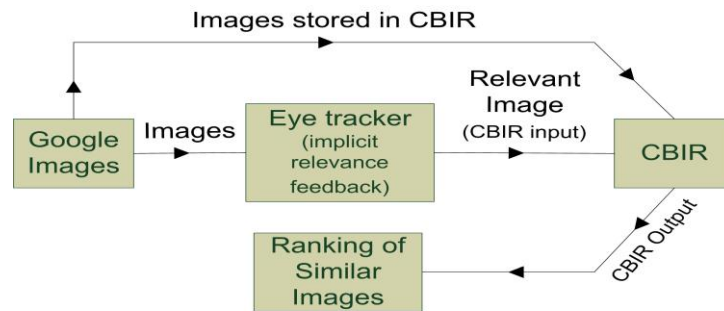 Images stored in CBIR
Google
Images
Images
Eye tracker
(implicit
relevance
feedback)
Relevant
Image
(CBIR input)
CBIR
CBIR Output
Ranking of
Similar
Images